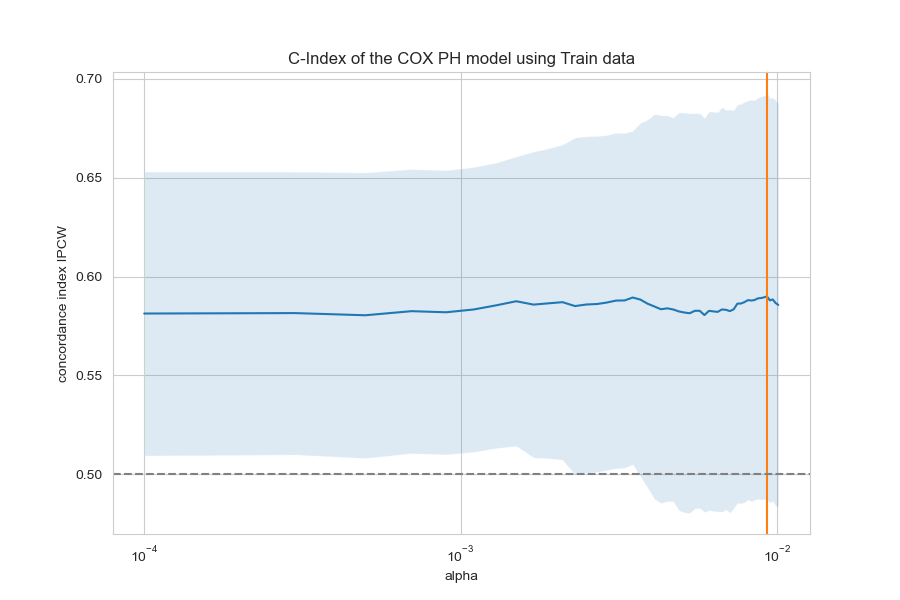 C-Index of the COX PH model using Train data
0.70
0.65
0.60
0.55
0.50
concordance index IPCW
10⁻⁴
10⁻³
10⁻²
alpha